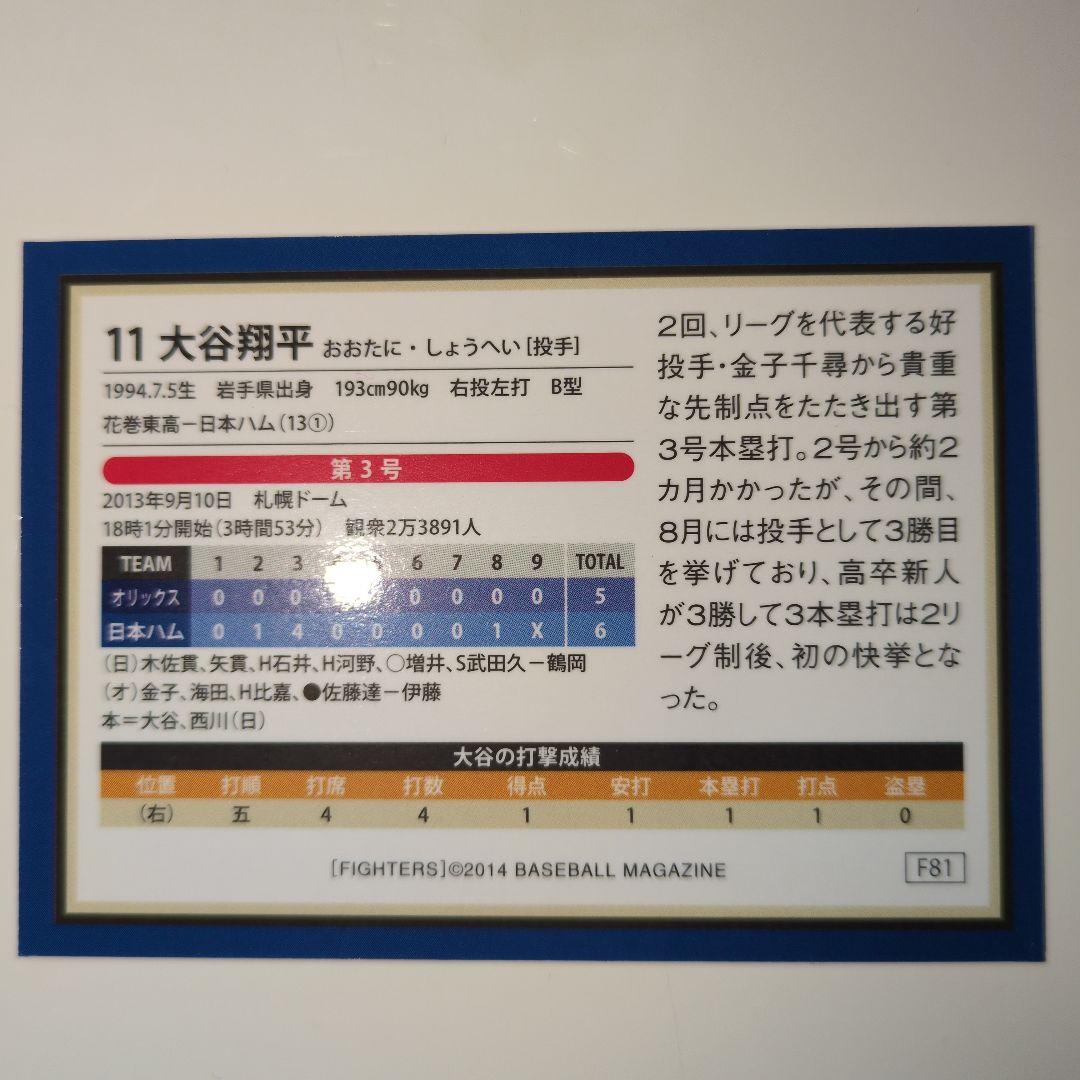 11 大谷翔平 おおたに・しょうへい [投手]
1994.7.5生 岩手県出身 193cm90kg 右投左打 B型
花巻東高－日本ハム(13①)
第3号
2013年9月10日 札幌ドーム
18時1分開始(3時間53分) 観衆2万3891人
TEAM 1 2 3 6 7 8 9 TOTAL
オリックス 0 0 0 0 0 0 0 5
日本ハム 0 1 4 0 0 0 0 1 X 6
(日)木佐貫、矢貫、H石井、H河野、○増井、S武田久－鶴岡
(オ)金子、海田、H比嘉、●佐藤達－伊藤
本＝大谷、西川(日)
2回、リーグを代表する好
投手・金子千尋から貴重
な先制点をたたき出す第
3号本塁打。2号から約2
カ月かかったが、その間、
8月には投手として3勝目
を挙げており、高卒新人
が3勝して3本塁打は2リ
ーグ制後、初の快挙とな
った。
大谷の打撃成績
位置 打順 打席 打数 得点 安打 本塁打 打点 盗塁
(右) 五 4 4 1 1 1 1 0
[FIGHTERS]©2014 BASEBALL MAGAZINE
F81